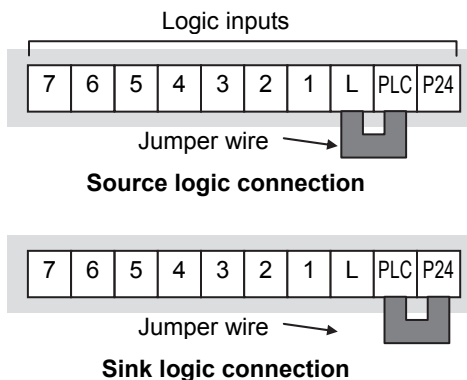 Logic inputs
7 6 5 4 3 2 1 L PLC P24
Jumper wire
Source logic connection
7 6 5 4 3 2 1 L PLC P24
Jumper wire
Sink logic connection